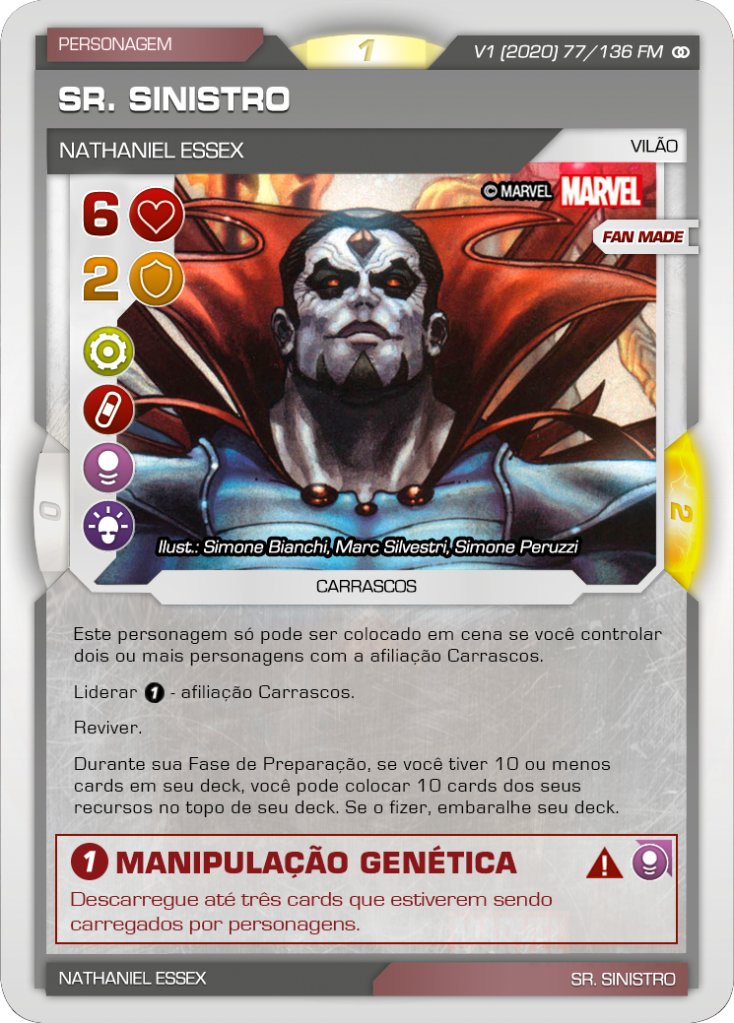 PERSONAGEM
1
V1 (2020) 77/136 FM
SR. SINISTRO
NATHANIEL ESSEX
VILÃO
© MARVEL MARVEL
6
FAN MADE
2
0
2
Ilust.: Simone Bianchi, Marc Silvestri, Simone Peruzzi
CARRASCOS
Este personagem só pode ser colocado em cena se você controlar
dois ou mais personagens com a afiliação Carrascos.
Liderar 1 - afiliação Carrascos.
Reviver.
Durante sua Fase de Preparação, se você tiver 10 ou menos
cards em seu deck, você pode colocar 10 cards dos seus
recursos no topo de seu deck. Se o fizer, embaralhe seu deck.
1 MANIPULAÇÃO GENÉTICA
Descarregue até três cards que estiverem sendo
carregados por personagens.
NATHANIEL ESSEX
SR. SINISTRO